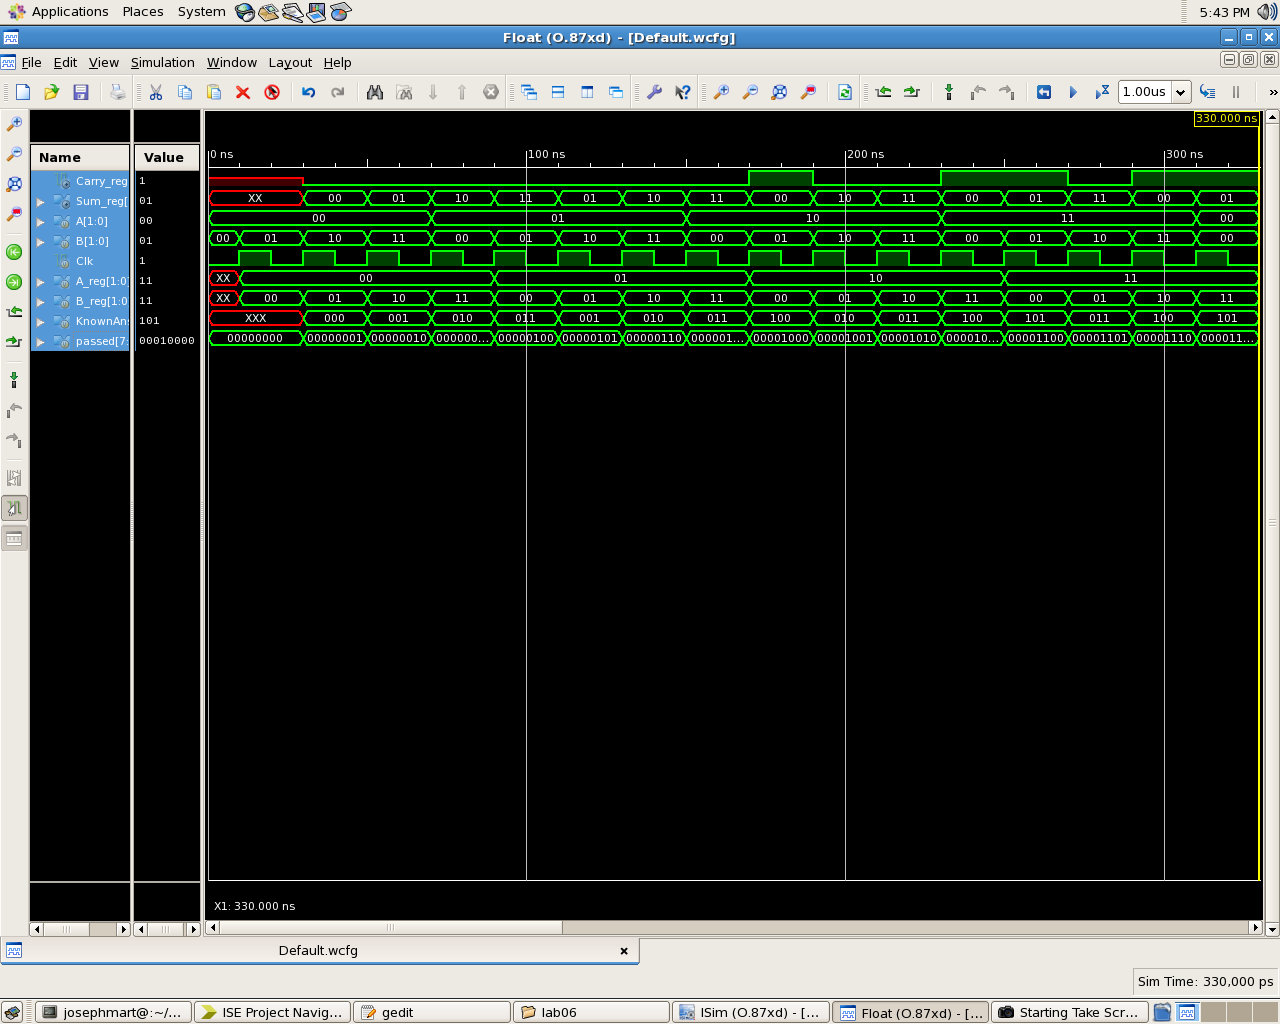 Applications Places System 5:43 PM
Float (O.87xd) - [Default.wcfg]
File Edit View Simulation Window Layout Help
1.00us »
330.000 ns
Name Value
0 ns 100 ns 200 ns 300 ns
Carry_reg 1
Sum_reg[ 01 XX 00 01 10 11 01 10 11 00 10 11 00 01 11 00 01
A[1:0] 00 00 01 10 11 00
B[1:0] 01 00 01 10 11 00 01 10 11 00 01 10 11 00 01 10 11 00
Clk 1
A_reg[1:0 11 XX 00 01 10 11
B_reg[1:0 11 XX 00 01 10 11 00 01 10 11 00 01 10 11 00 01 10 11
KnownAn: 101 XXX 000 001 010 011 001 010 011 100 010 011 100 101 011 100 101
passed[7: 00010000 00000000 00000001 00000010 000000... 00000100 00000101 00000110 000001... 00001000 00001001 00001010 000010... 00001100 00001101 00001110 000011...
X1: 330.000 ns
Default.wcfg
Sim Time: 330,000 ps
josephmart@:~/... ISE Project Navig... gedit lab06 ISim (O.87xd) - [... Float (O.87xd) - [... Starting Take Scr...